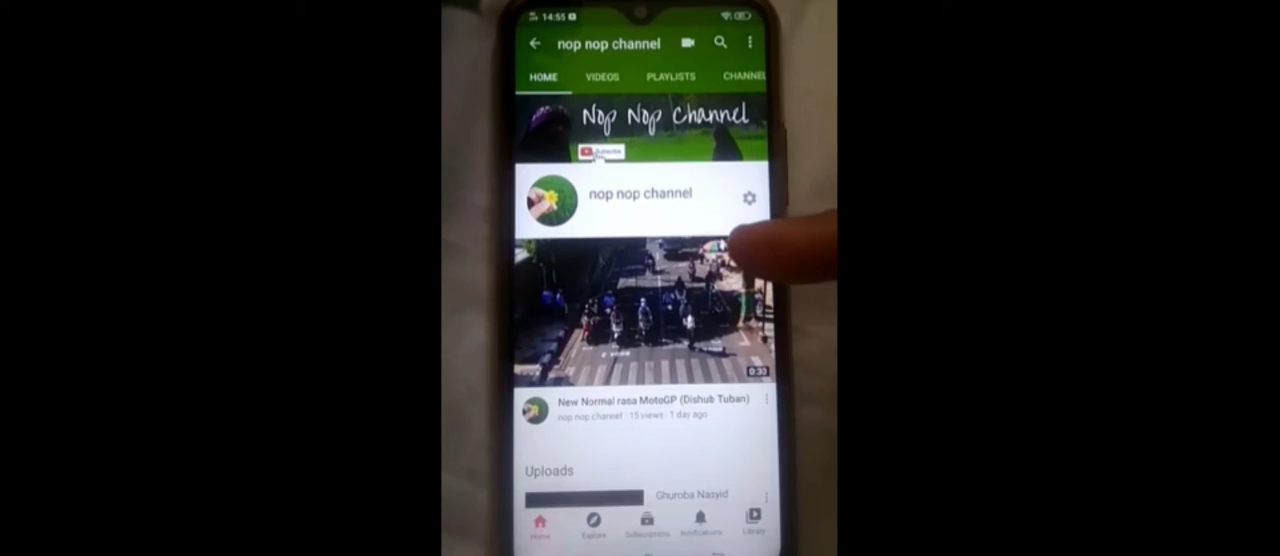 14:55
nop nop channel
HOME VIDEOS PLAYLISTS CHANNEL
Nop Nop Channel
Subscribe
nop nop channel
0:30
New Normal rasa MotoGP (Dishub Tuban)
nop nop channel · 15 views · 1 day ago
Uploads
Ghuroba Nasyid
Home Explore Subscriptions Notifications Library